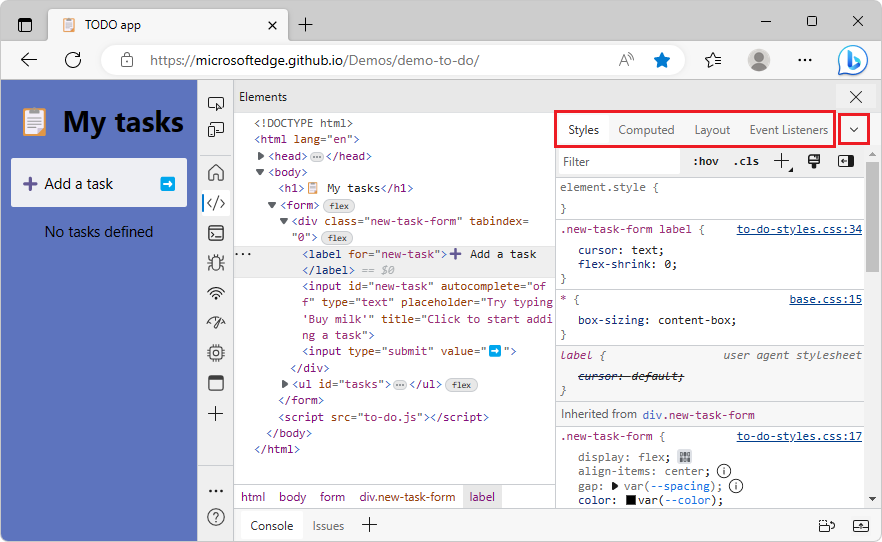 TODO app
https://microsoftedge.github.io/Demos/demo-to-do/
My tasks
Add a task
No tasks defined
Elements
<!DOCTYPE html>
<html lang="en">
<head>…</head>
<body>
<h1>📋 My tasks</h1>
<form> flex
<div class="new-task-form" tabindex=
"0"> flex
<label for="new-task">➕ Add a task
</label> == $0
<input id="new-task" autocomplete="of
f" type="text" placeholder="Try typing
'Buy milk'" title="Click to start addi
ng a task">
<input type="submit" value="➡️">
</div>
<ul id="tasks">…</ul> flex
</form>
<script src="to-do.js"></script>
</body>
</html>
html body form div.new-task-form label
Styles Computed Layout Event Listeners
Filter :hov .cls
element.style {
}
.new-task-form label { to-do-styles.css:34
cursor: text;
flex-shrink: 0;
}
* { base.css:15
box-sizing: content-box;
}
label { user agent stylesheet
cursor: default;
}
Inherited from div.new-task-form
.new-task-form { to-do-styles.css:17
display: flex;
align-items: center;
gap: var(--spacing);
color: var(--color);
Console Issues